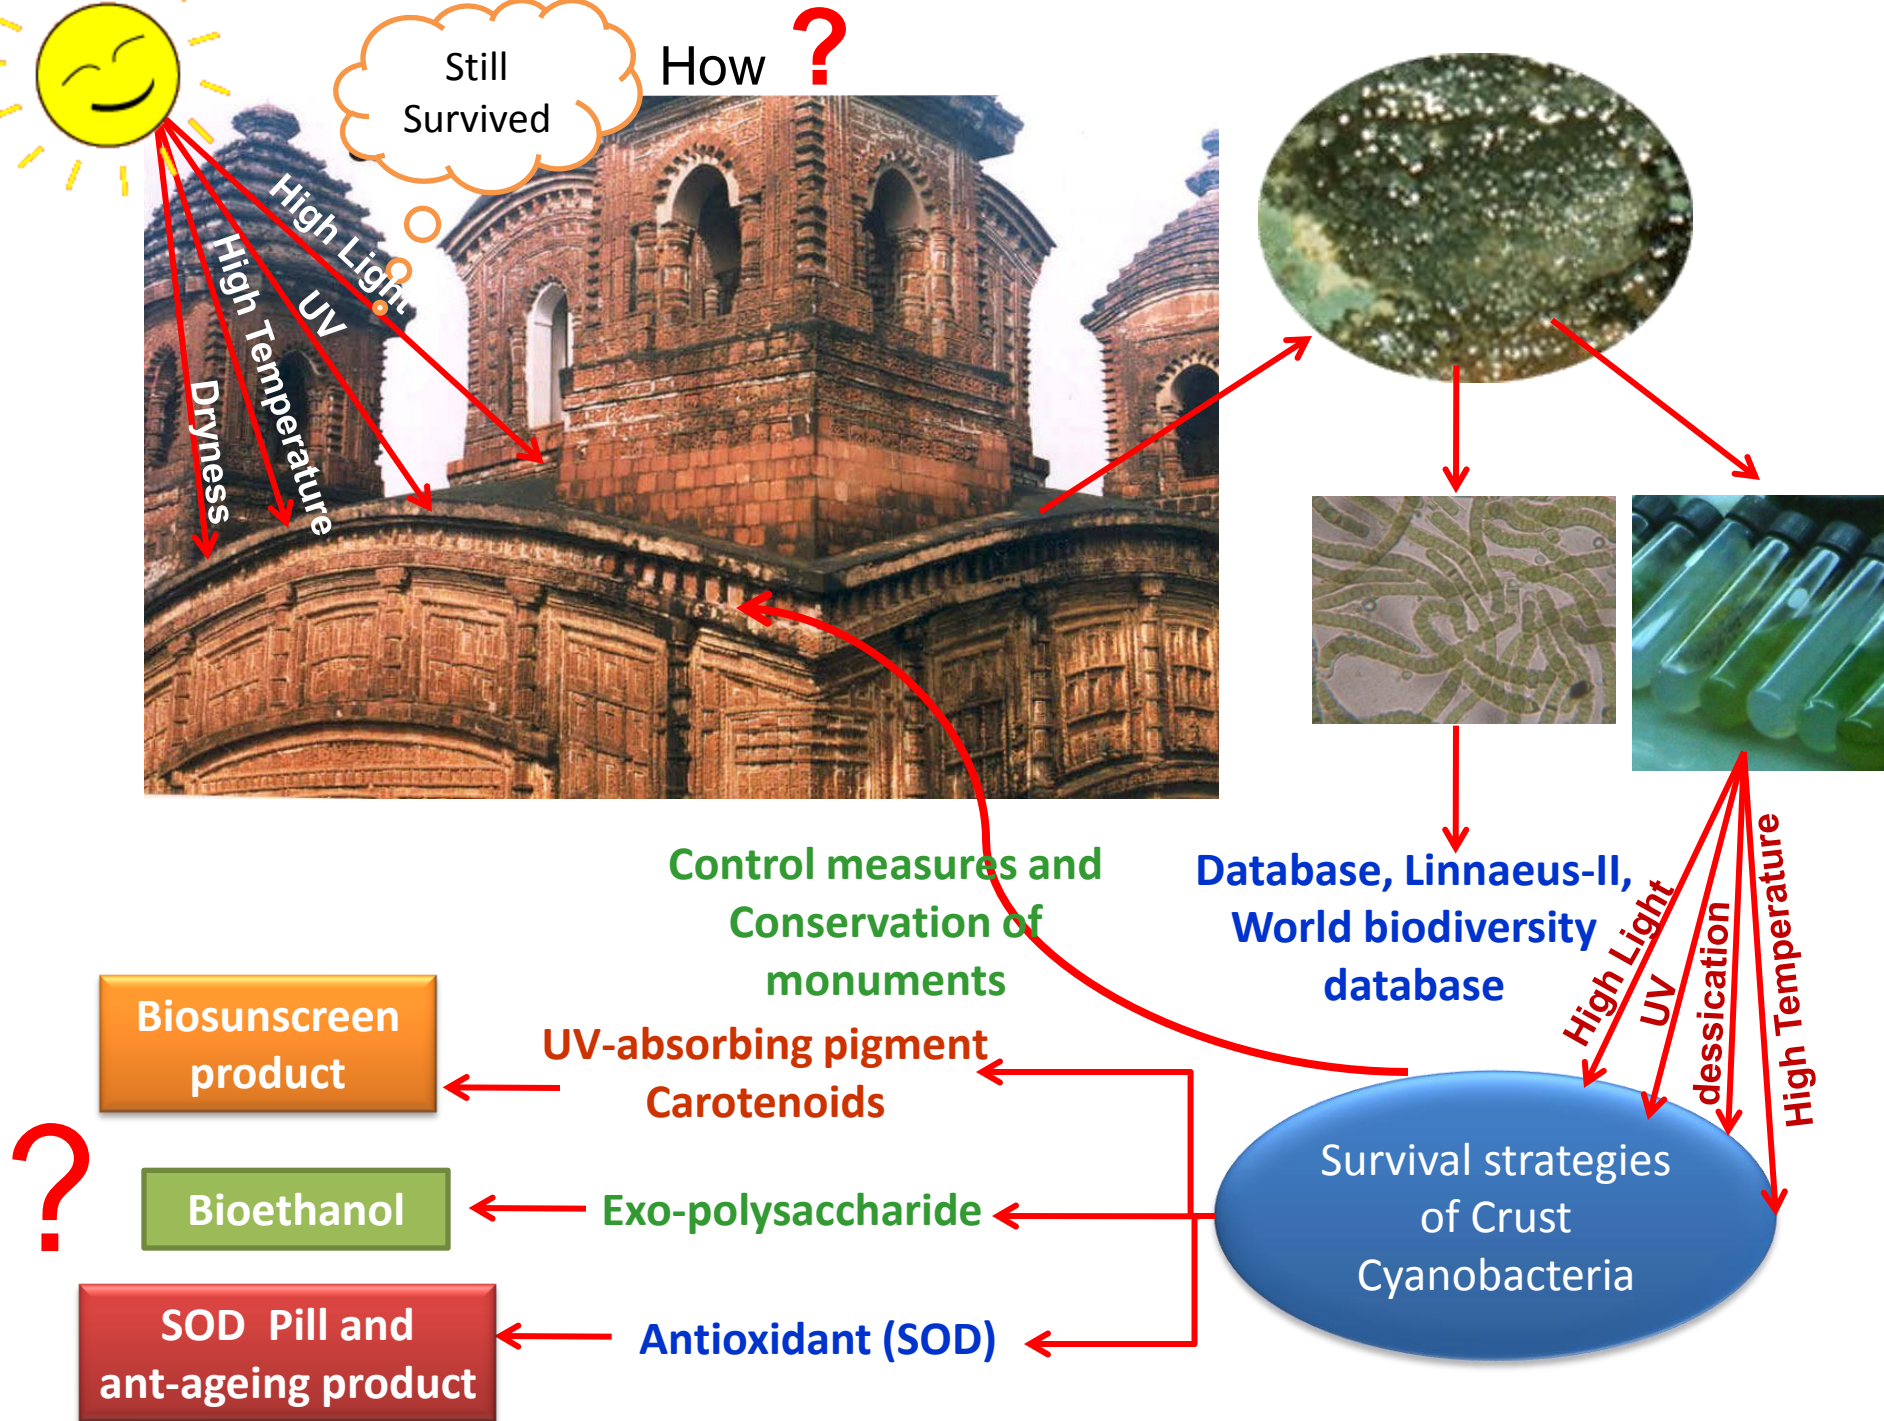 Still
Survived
How ?
High Light
UV
High Temperature
Dryness
Control measures and
Conservation of
monuments
Database, Linnaeus-II,
World biodiversity
database
High Light
UV
dessication
High Temperature
Biosunscreen
product
UV-absorbing pigment
Carotenoids
?
Bioethanol
Exo-polysaccharide
Survival strategies
of Crust
Cyanobacteria
SOD Pill and
ant-ageing product
Antioxidant (SOD)